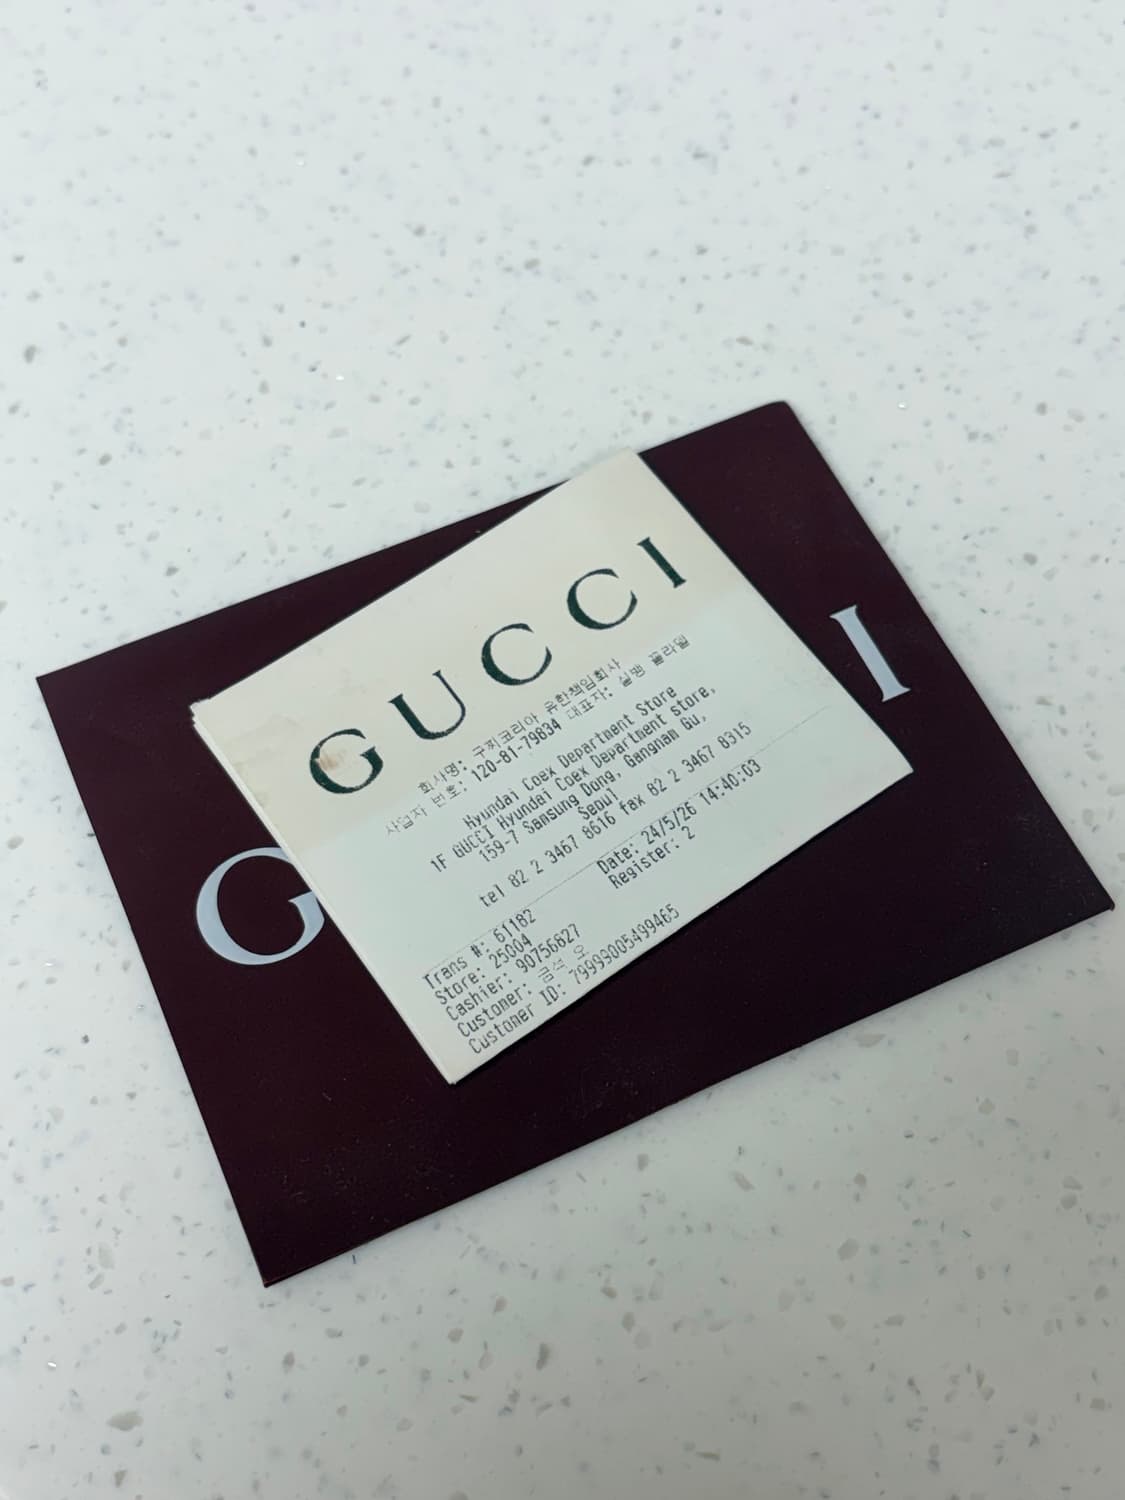 GUCCI
회사명: 구찌코리아 유한책임회사
사업자 번호: 120-81-79834 대표자: 실뱅 폴라델
Hyundai Coex Department Store
1F GUCCI Hyundai Coex Department store,
159-7 Samsung Dong, Gangnam Gu,
Seoul
tel 82 2 3467 8616 fax 82 2 3467 8315
Date: 24/5/26 14:40:03
Register: 2
Trans #: 61182
Store: 25004
Cashier: 90756827
Customer: 금석 오
Customer ID: 79999005499465
G I